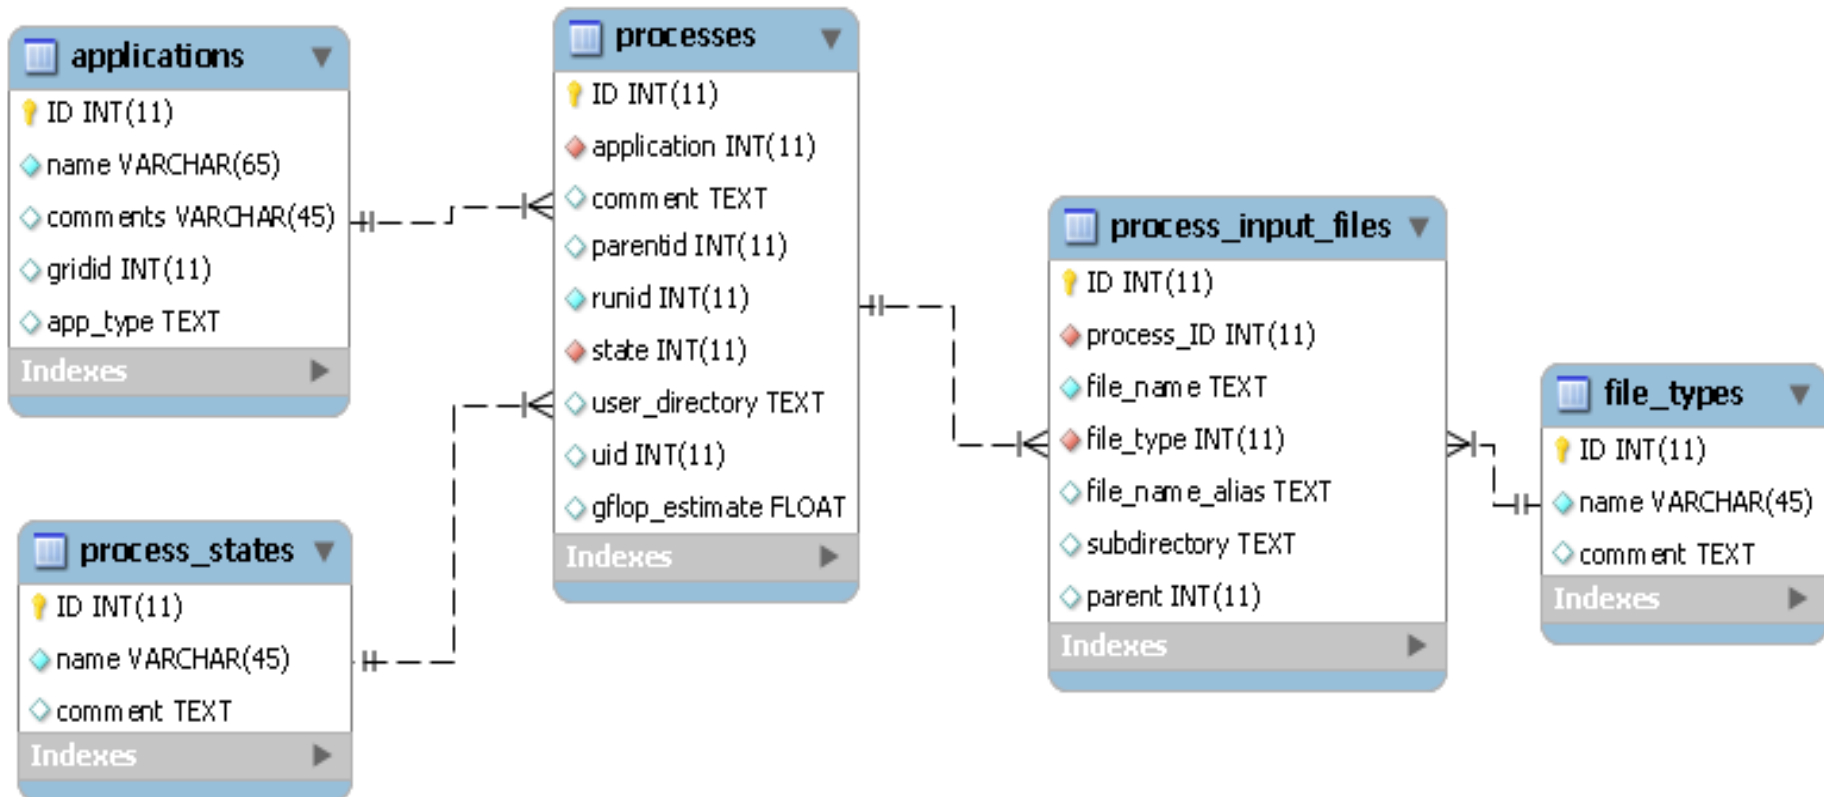 applications
ID INT(11)
name VARCHAR(65)
comments VARCHAR(45)
gridid INT(11)
app_type TEXT
Indexes
process_states
ID INT(11)
name VARCHAR(45)
comment TEXT
Indexes
processes
ID INT(11)
application INT(11)
comment TEXT
parentid INT(11)
runid INT(11)
state INT(11)
user_directory TEXT
uid INT(11)
gflop_estimate FLOAT
Indexes
process_input_files
ID INT(11)
process_ID INT(11)
file_name TEXT
file_type INT(11)
file_name_alias TEXT
subdirectory TEXT
parent INT(11)
Indexes
file_types
ID INT(11)
name VARCHAR(45)
comment TEXT
Indexes